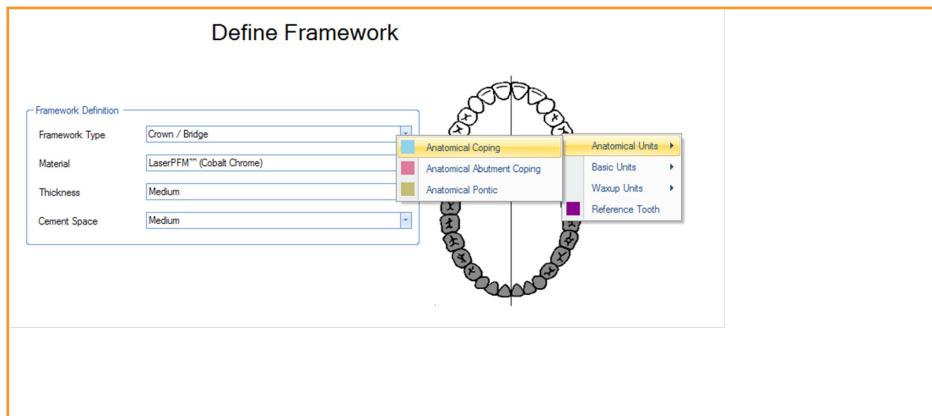 Define Framework
Framework Definition
Framework Type Crown / Bridge
Material LaserPFM™ (Cobalt Chrome)
Thickness Medium
Cement Space Medium
Anatomical Coping
Anatomical Abutment Coping
Anatomical Pontic
Anatomical Units
Basic Units
Waxup Units
Reference Tooth